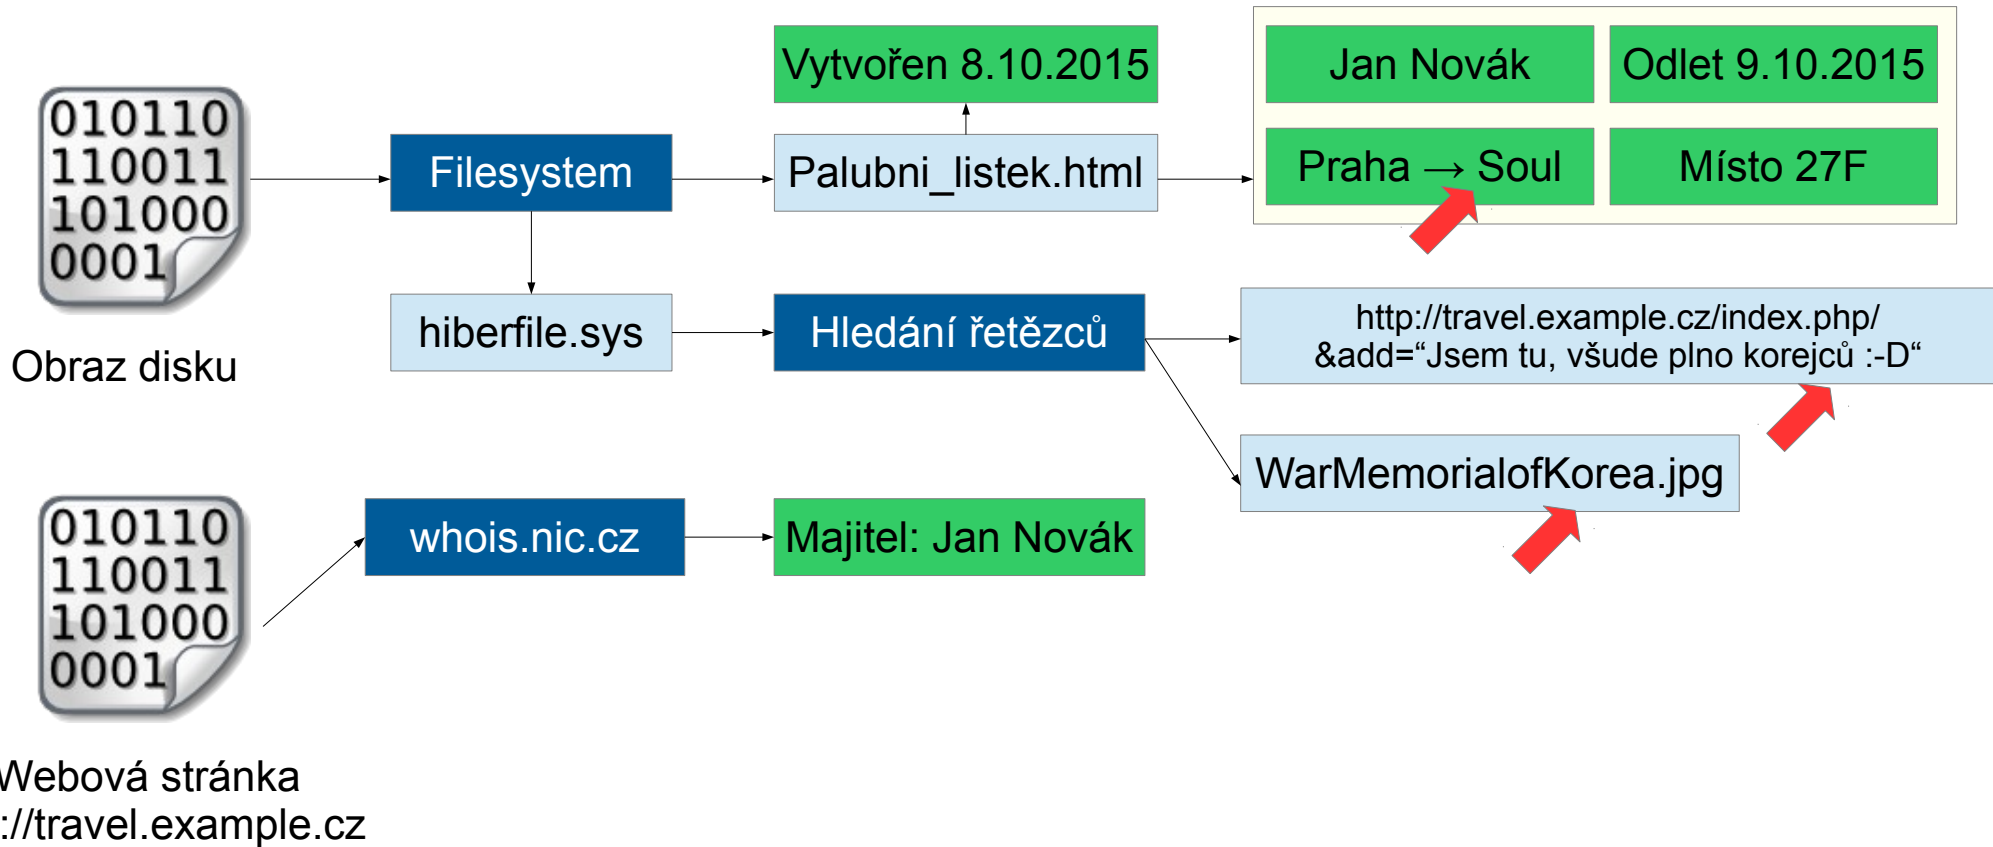 Vytvořen 8.10.2015
Jan Novák
Odlet 9.10.2015
010110
110011
101000
0001
Filesystem
Palubni_listek.html
Praha → Soul
Místo 27F
Obraz disku
hiberfile.sys
Hledání řetězců
http://travel.example.cz/index.php/
&add=“Jsem tu, všude plno korejců :-D“
WarMemorialofKorea.jpg
010110
110011
101000
0001
whois.nic.cz
Majitel: Jan Novák
Webová stránka
://travel.example.cz